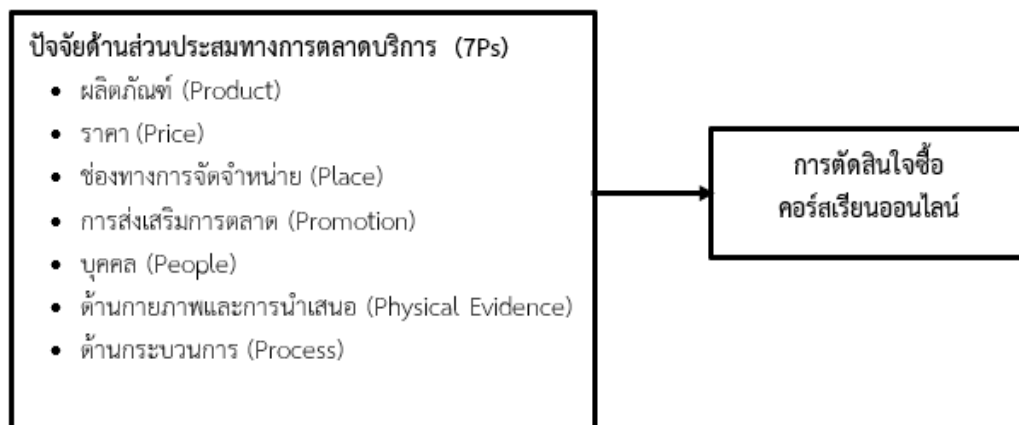 ปัจจัยด้านส่วนประสมทางการตลาดบริการ (7Ps)
• ผลิตภัณฑ์ (Product)
• ราคา (Price)
• ช่องทางการจัดจำหน่าย (Place)
• การส่งเสริมการตลาด (Promotion)
• บุคคล (People)
• ด้านกายภาพและการนำเสนอ (Physical Evidence)
• ด้านกระบวนการ (Process)
การตัดสินใจซื้อ
คอร์สเรียนออนไลน์